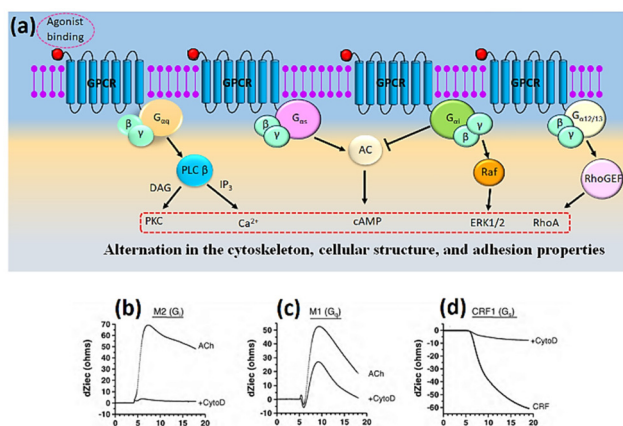 (a)
Agonist
binding
GPCR
GPCR
GPCR
GPCR
β
γ
Gαq
β
γ
Gαs
Gαi
β
γ
β
γ
Gα12/13
AC
PLC β
Raf
RhoGEF
DAG
IP3
PKC
Ca2+
cAMP
ERK1/2
RhoA
Alternation in the cytoskeleton, cellular structure, and adhesion properties
(b)
M2 (Gi)
dZiec (ohms)
70
60
50
40
30
20
10
0
-10
0
5
10
15
20
ACh
+CytoD
(c)
M1 (Gq)
dZiec (ohms)
50
40
30
20
10
0
0
5
10
15
20
ACh
+CytoD
(d)
CRF1 (Gs)
dZiec (ohms)
0
-10
-20
-30
-40
-50
-60
0
5
10
15
20
+CytoD
CRF